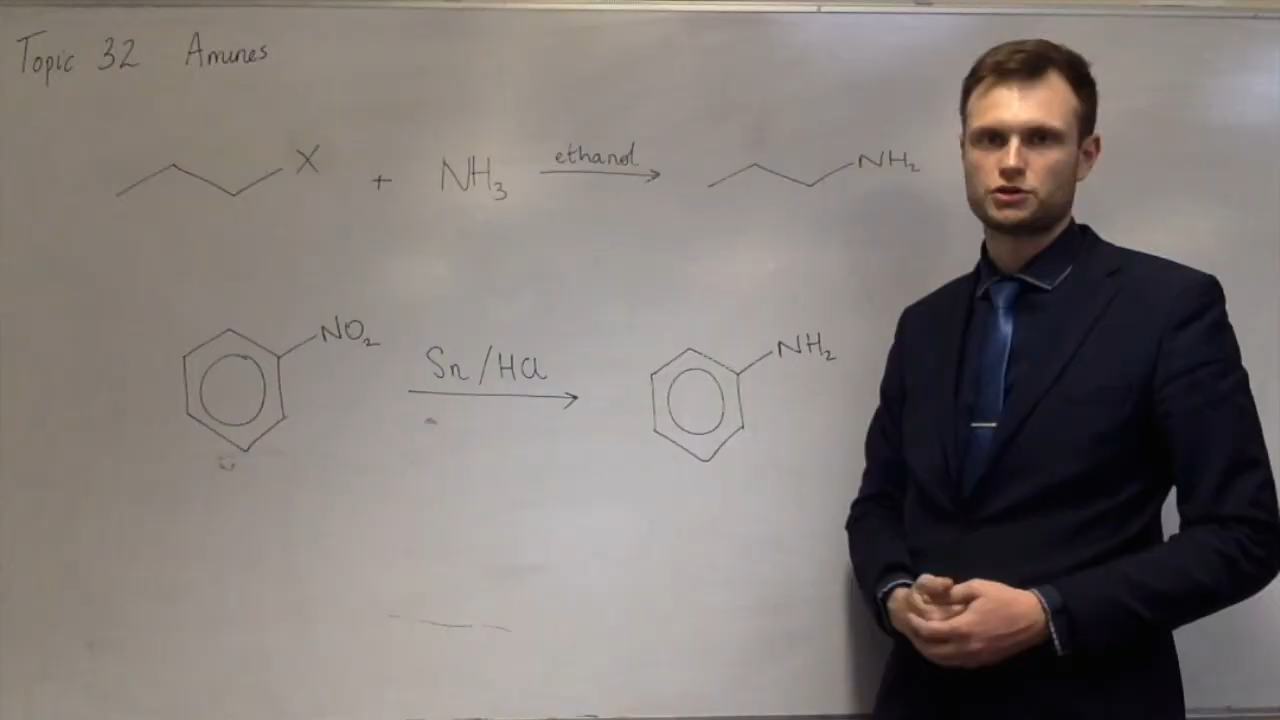 Topic 32 Amines
X + NH₃ ethanol NH₂
NO₂ Sn/HCl NH₂